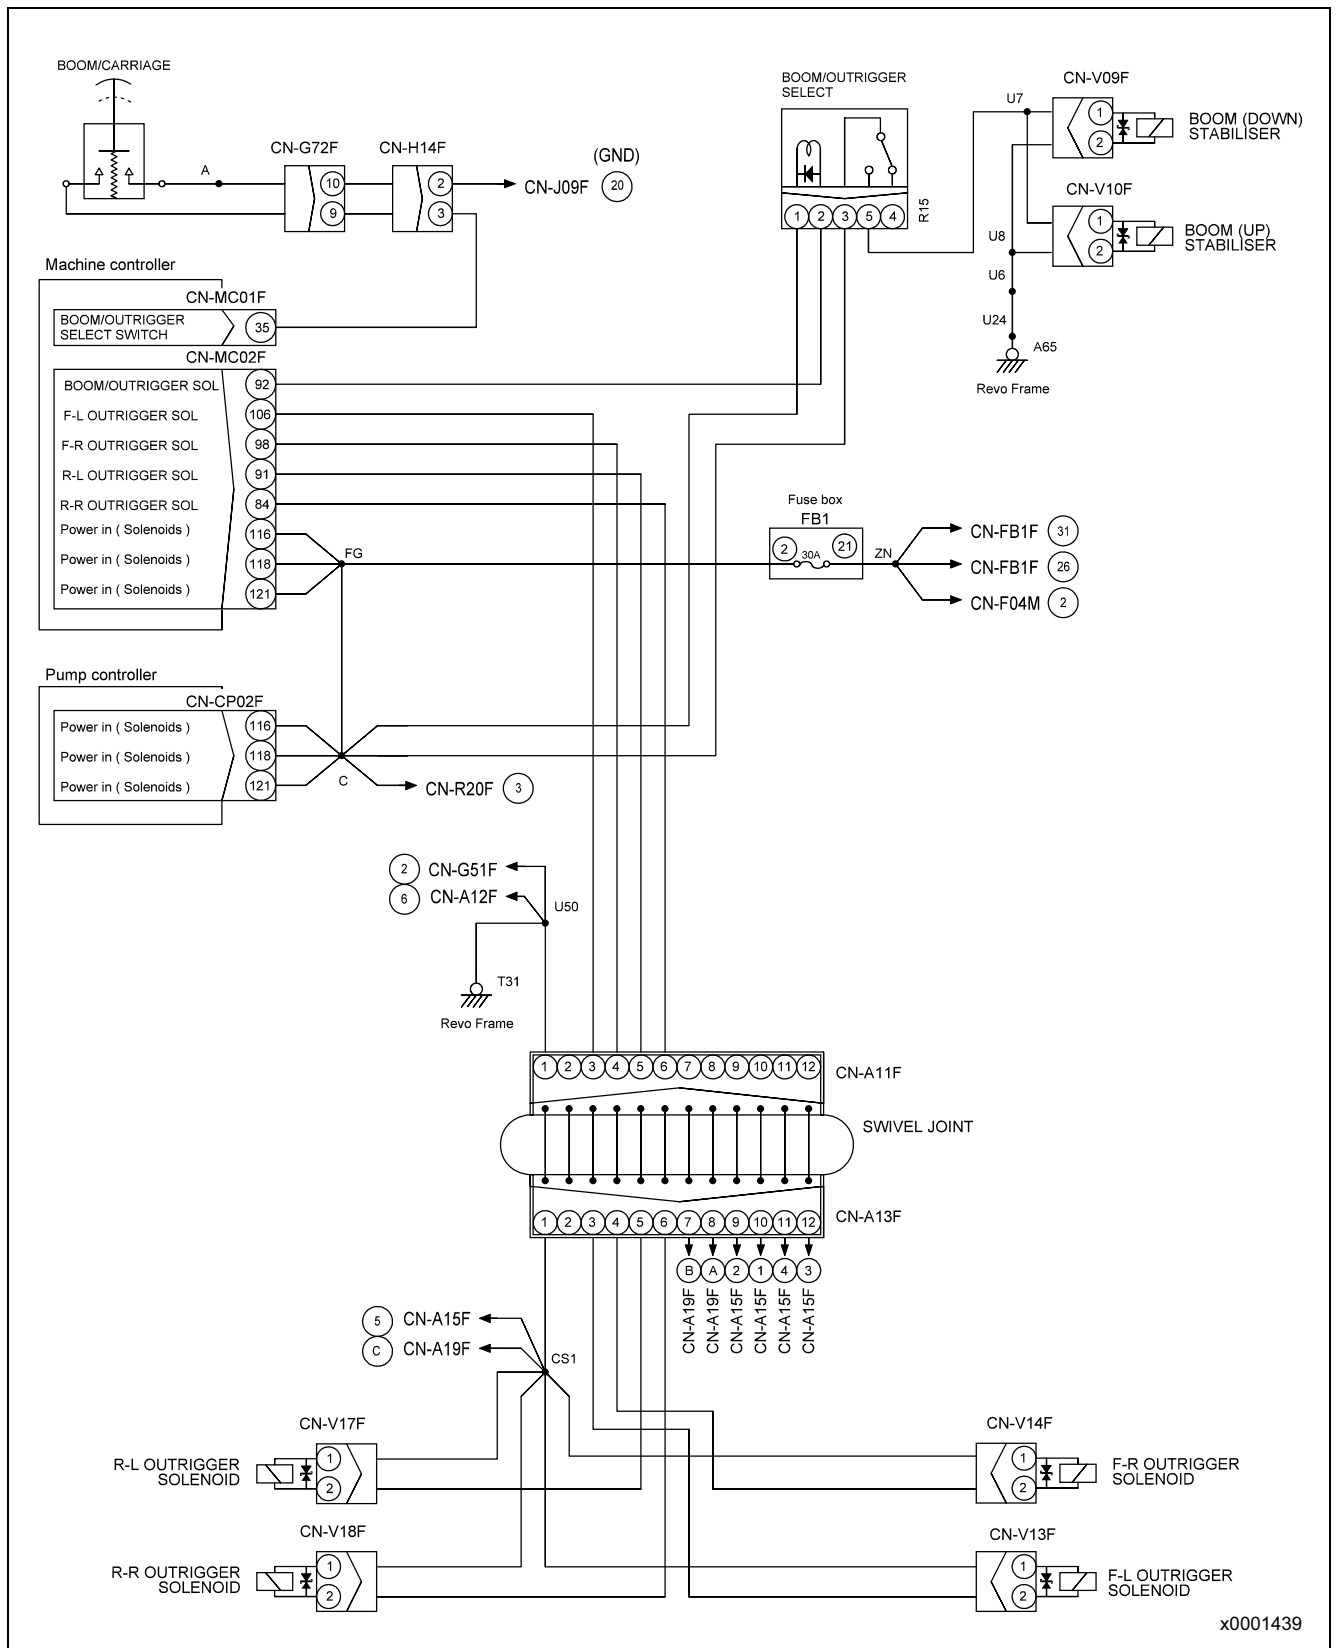 BOOM/CARRIAGE
A
CN-G72F
10
9
CN-H14F
2
3
(GND)
CN-J09F
20
BOOM/OUTRIGGER
SELECT
1 2 3 5 4
R15
U7
CN-V09F
1
2
BOOM (DOWN)
STABILISER
CN-V10F
1
2
BOOM (UP)
STABILISER
U8
U6
U24
A65
Revo Frame
Machine controller
CN-MC01F
BOOM/OUTRIGGER
SELECT SWITCH
35
CN-MC02F
BOOM/OUTRIGGER SOL 92
F-L OUTRIGGER SOL 106
F-R OUTRIGGER SOL 98
R-L OUTRIGGER SOL 91
R-R OUTRIGGER SOL 84
Power in ( Solenoids ) 116
Power in ( Solenoids ) 118
Power in ( Solenoids ) 121
FG
Fuse box
FB1
2 30A 21
ZN
CN-FB1F 31
CN-FB1F 26
CN-F04M 2
Pump controller
CN-CP02F
Power in ( Solenoids ) 116
Power in ( Solenoids ) 118
Power in ( Solenoids ) 121
C
CN-R20F 3
2 CN-G51F
6 CN-A12F
U50
T31
Revo Frame
1 2 3 4 5 6 7 8 9 10 11 12
CN-A11F
SWIVEL JOINT
1 2 3 4 5 6 7 8 9 10 11 12
CN-A13F
B A 2 1 4 3
CN-A19F
CN-A19F
CN-A15F
CN-A15F
CN-A15F
CN-A15F
5 CN-A15F
C CN-A19F
CS1
CN-V17F
R-L OUTRIGGER
SOLENOID
1
2
CN-V14F
1
2
F-R OUTRIGGER
SOLENOID
CN-V18F
R-R OUTRIGGER
SOLENOID
1
2
CN-V13F
1
2
F-L OUTRIGGER
SOLENOID
x0001439